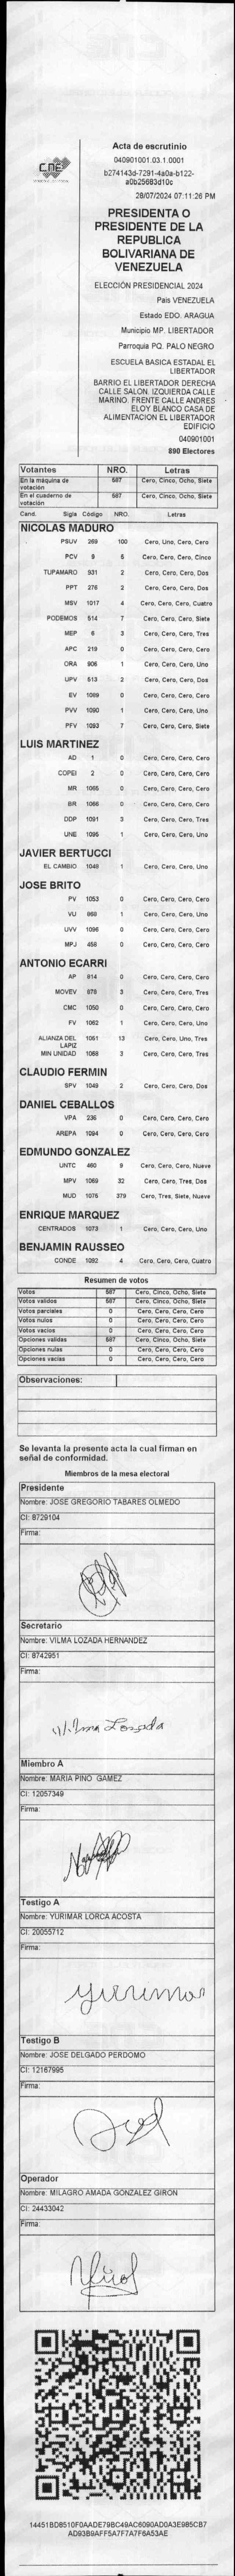 CNE
Acta de escrutinio
040901001.03.1.0001
b274143d-7291-4a0a-b122-
a0b25683d10c
28/07/2024 07:11:26 PM
PRESIDENTA O
PRESIDENTE DE LA
REPUBLICA
BOLIVARIANA DE
VENEZUELA
ELECCIÓN PRESIDENCIAL 2024
Pais VENEZUELA
Estado EDO. ARAGUA
Municipio MP. LIBERTADOR
Parroquia PQ. PALO NEGRO
ESCUELA BASICA ESTADAL EL
LIBERTADOR
BARRIO EL LIBERTADOR DERECHA
CALLE SALON. IZQUIERDA CALLE
MARINO. FRENTE CALLE ANDRES
ELOY BLANCO CASA DE
ALIMENTACION EL LIBERTADOR
EDIFICIO
040901001
890 Electores
Votantes NRO. Letras
En la máquina de votación 587 Cero, Cinco, Ocho, Siete
En el cuaderno de votación 587 Cero, Cinco, Ocho, Siete
Cand. Sigla Código NRO. Letras
NICOLAS MADURO
PSUV 269 100 Cero, Uno, Cero, Cero
PCV 9 5 Cero, Cero, Cero, Cinco
TUPAMARO 931 2 Cero, Cero, Cero, Dos
PPT 276 2 Cero, Cero, Cero, Dos
MSV 1017 4 Cero, Cero, Cero, Cuatro
PODEMOS 514 7 Cero, Cero, Cero, Siete
MEP 6 3 Cero, Cero, Cero, Tres
APC 219 0 Cero, Cero, Cero, Cero
ORA 906 1 Cero, Cero, Cero, Uno
UPV 513 2 Cero, Cero, Cero, Dos
EV 1089 0 Cero, Cero, Cero, Cero
PVV 1090 1 Cero, Cero, Cero, Uno
PFV 1093 7 Cero, Cero, Cero, Siete
LUIS MARTINEZ
AD 1 0 Cero, Cero, Cero, Cero
COPEI 2 0 Cero, Cero, Cero, Cero
MR 1065 0 Cero, Cero, Cero, Cero
BR 1066 0 Cero, Cero, Cero, Cero
DDP 1091 3 Cero, Cero, Cero, Tres
UNE 1095 1 Cero, Cero, Cero, Uno
JAVIER BERTUCCI
EL CAMBIO 1048 1 Cero, Cero, Cero, Uno
JOSE BRITO
PV 1053 0 Cero, Cero, Cero, Cero
VU 868 1 Cero, Cero, Cero, Uno
UVV 1096 0 Cero, Cero, Cero, Cero
MPJ 458 0 Cero, Cero, Cero, Cero
ANTONIO ECARRI
AP 914 0 Cero, Cero, Cero, Cero
MOVEV 678 3 Cero, Cero, Cero, Tres
CMC 1050 0 Cero, Cero, Cero, Cero
FV 1062 1 Cero, Cero, Cero, Uno
ALIANZA DEL LAPIZ 1051 13 Cero, Cero, Uno, Tres
MIN UNIDAD 1088 3 Cero, Cero, Cero, Tres
CLAUDIO FERMIN
SPV 1049 2 Cero, Cero, Cero, Dos
DANIEL CEBALLOS
VPA 236 0 Cero, Cero, Cero, Cero
AREPA 1094 0 Cero, Cero, Cero, Cero
EDMUNDO GONZALEZ
UNTC 460 9 Cero, Cero, Cero, Nueve
MPV 1069 32 Cero, Cero, Tres, Dos
MUD 1076 379 Cero, Tres, Siete, Nueve
ENRIQUE MARQUEZ
CENTRADOS 1073 1 Cero, Cero, Cero, Uno
BENJAMIN RAUSSEO
CONDE 1092 4 Cero, Cero, Cero, Cuatro
Resumen de votos
Votos 587 Cero, Cinco, Ocho, Siete
Votos validos 587 Cero, Cinco, Ocho, Siete
Votos parciales 0 Cero, Cero, Cero, Cero
Votos nulos 0 Cero, Cero, Cero, Cero
Votos vacios 0 Cero, Cero, Cero, Cero
Opciones validas 587 Cero, Cinco, Ocho, Siete
Opciones nulas 0 Cero, Cero, Cero, Cero
Opciones vacias 0 Cero, Cero, Cero, Cero
Observaciones:
Se levanta la presente acta la cual firman en
señal de conformidad.
Miembros de la mesa electoral
Presidente
Nombre: JOSE GREGORIO TABARES OLMEDO
CI: 8729104
Firma:
Secretario
Nombre: VILMA LOZADA HERNANDEZ
CI: 8742951
Firma:
Vilma Lozada
Miembro A
Nombre: MARIA PINO GAMEZ
CI: 12057349
Firma:
Testigo A
Nombre: YURIMAR LORCA ACOSTA
CI: 20055712
Firma:
yurimar
Testigo B
Nombre: JOSE DELGADO PERDOMO
CI: 12167995
Firma:
Operador
Nombre: MILAGRO AMADA GONZALEZ GIRON
CI: 24433042
Firma:
14451BD8510F0AADE79BC49AC6090AD0A3E985CB7
AD93B9AFF5A7F7A7F6A53AE